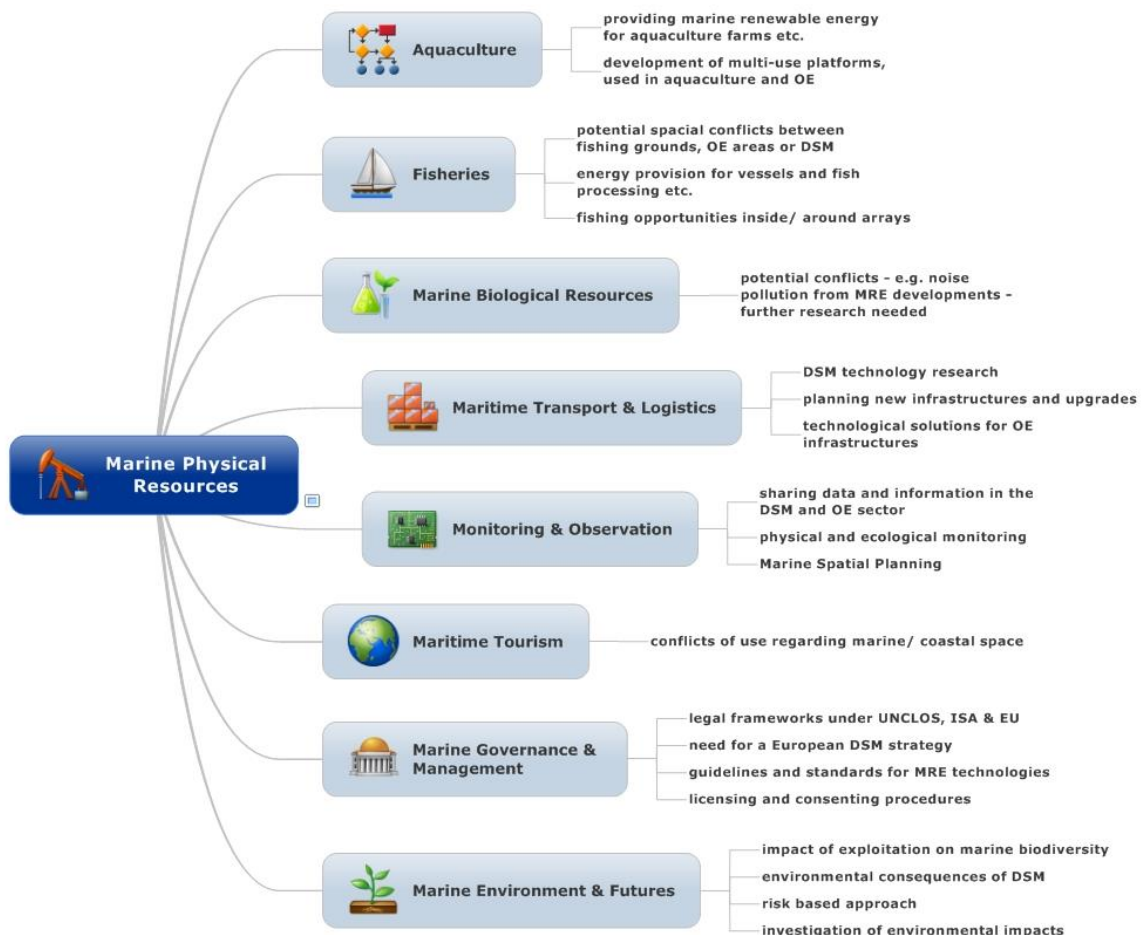 Marine Physical
Resources
Aquaculture
providing marine renewable energy
for aquaculture farms etc.
development of multi-use platforms,
used in aquaculture and OE
Fisheries
potential spacial conflicts between
fishing grounds, OE areas or DSM
energy provision for vessels and fish
processing etc.
fishing opportunities inside/ around arrays
Marine Biological Resources
potential conflicts - e.g. noise
pollution from MRE developments -
further research needed
Maritime Transport & Logistics
DSM technology research
planning new infrastructures and upgrades
technological solutions for OE
infrastructures
Monitoring & Observation
sharing data and information in the
DSM and OE sector
physical and ecological monitoring
Marine Spatial Planning
Maritime Tourism
conflicts of use regarding marine/ coastal space
Marine Governance &
Management
legal frameworks under UNCLOS, ISA & EU
need for a European DSM strategy
guidelines and standards for MRE technologies
licensing and consenting procedures
Marine Environment & Futures
impact of exploitation on marine biodiversity
environmental consequences of DSM
risk based approach
investigation of environmental impacts